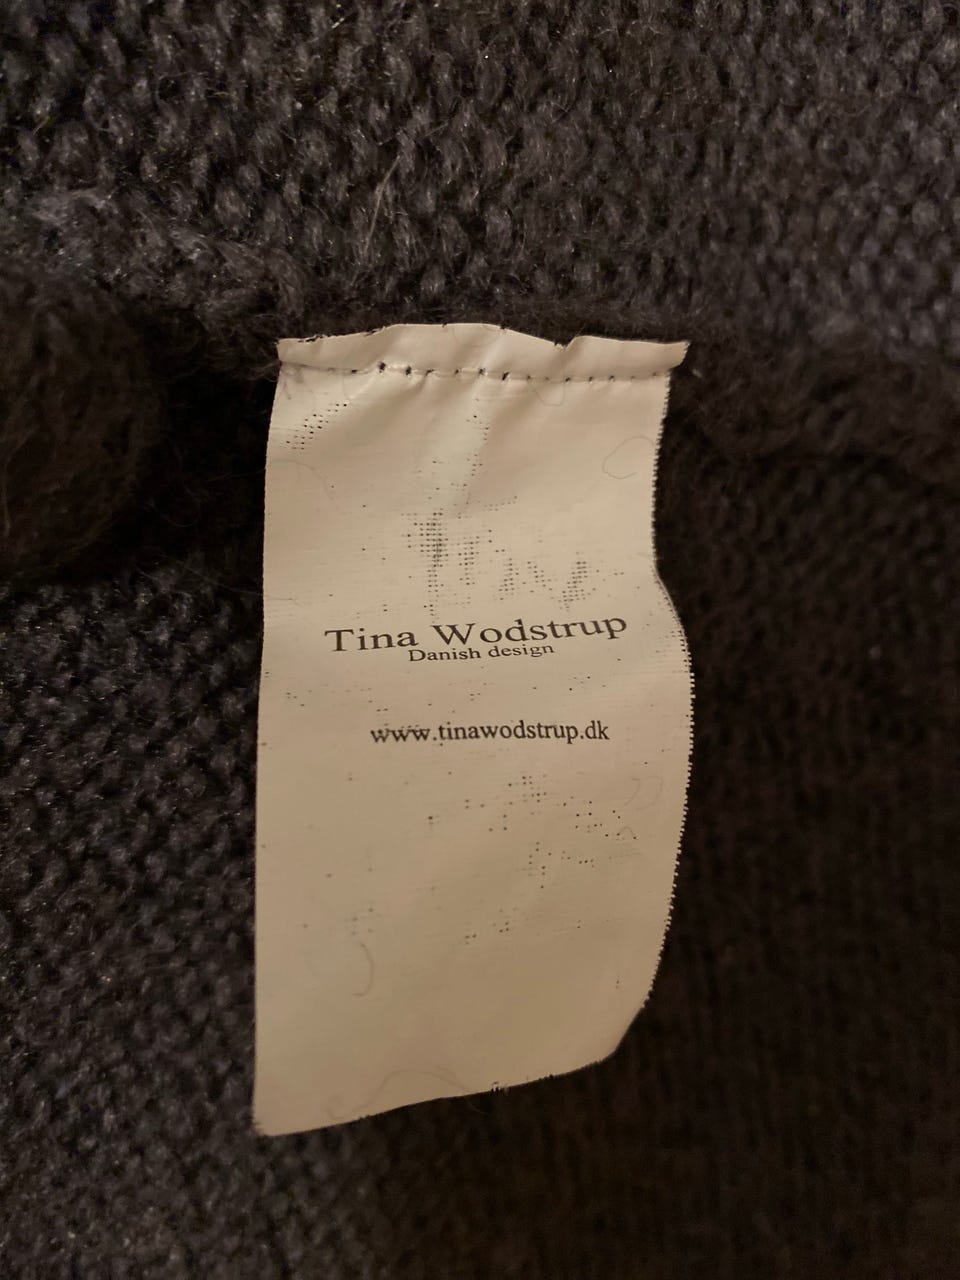 Tina Wodstrup
Danish design
www.tinawodstrup.dk